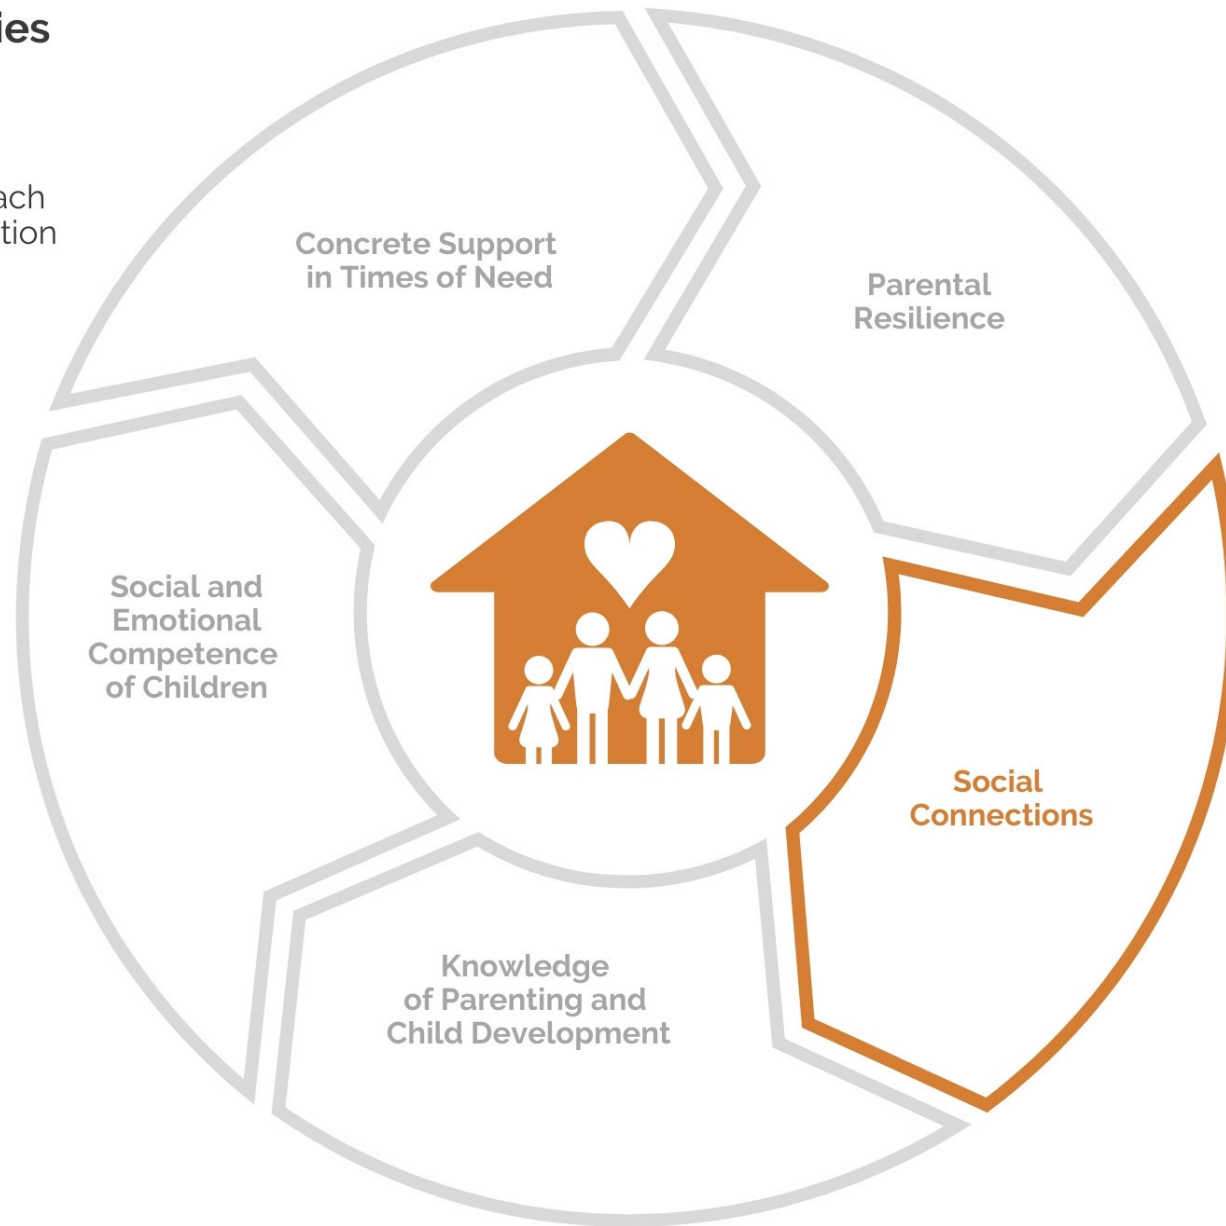 ies
ach
tion
Concrete Support
in Times of Need
Parental
Resilience
Social and
Emotional
Competence
of Children
Social
Connections
Knowledge
of Parenting and
Child Development